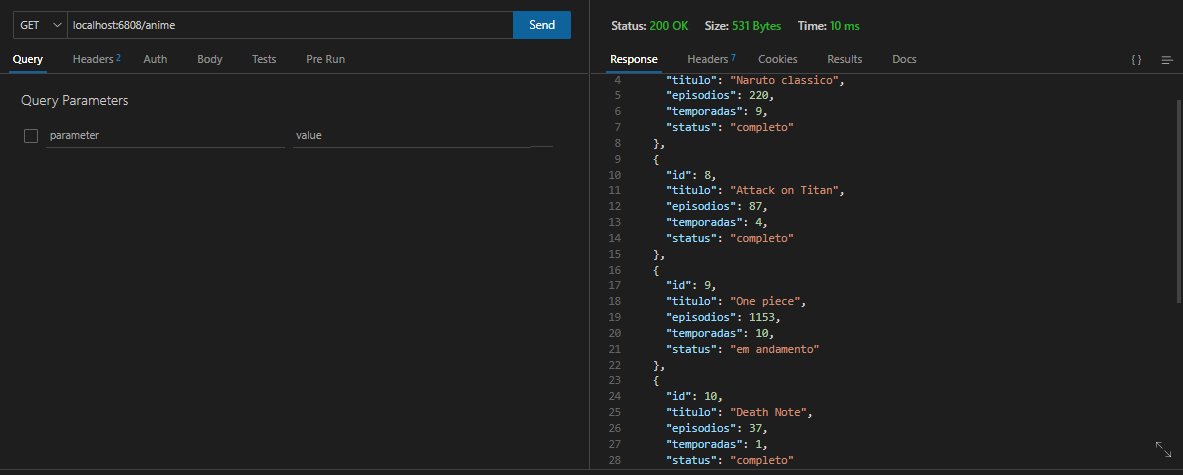 GET localhost:6808/anime Send
Query Headers 2 Auth Body Tests Pre Run
Query Parameters
parameter value
Status: 200 OK Size: 531 Bytes Time: 10 ms
Response Headers 7 Cookies Results Docs {}
4 "titulo": "Naruto classico",
5 "episodios": 220,
6 "temporadas": 9,
7 "status": "completo"
8 },
9 {
10 "id": 8,
11 "titulo": "Attack on Titan",
12 "episodios": 87,
13 "temporadas": 4,
14 "status": "completo"
15 },
16 {
17 "id": 9,
18 "titulo": "One piece",
19 "episodios": 1153,
20 "temporadas": 10,
21 "status": "em andamento"
22 },
23 {
24 "id": 10,
25 "titulo": "Death Note",
26 "episodios": 37,
27 "temporadas": 1,
28 "status": "completo"